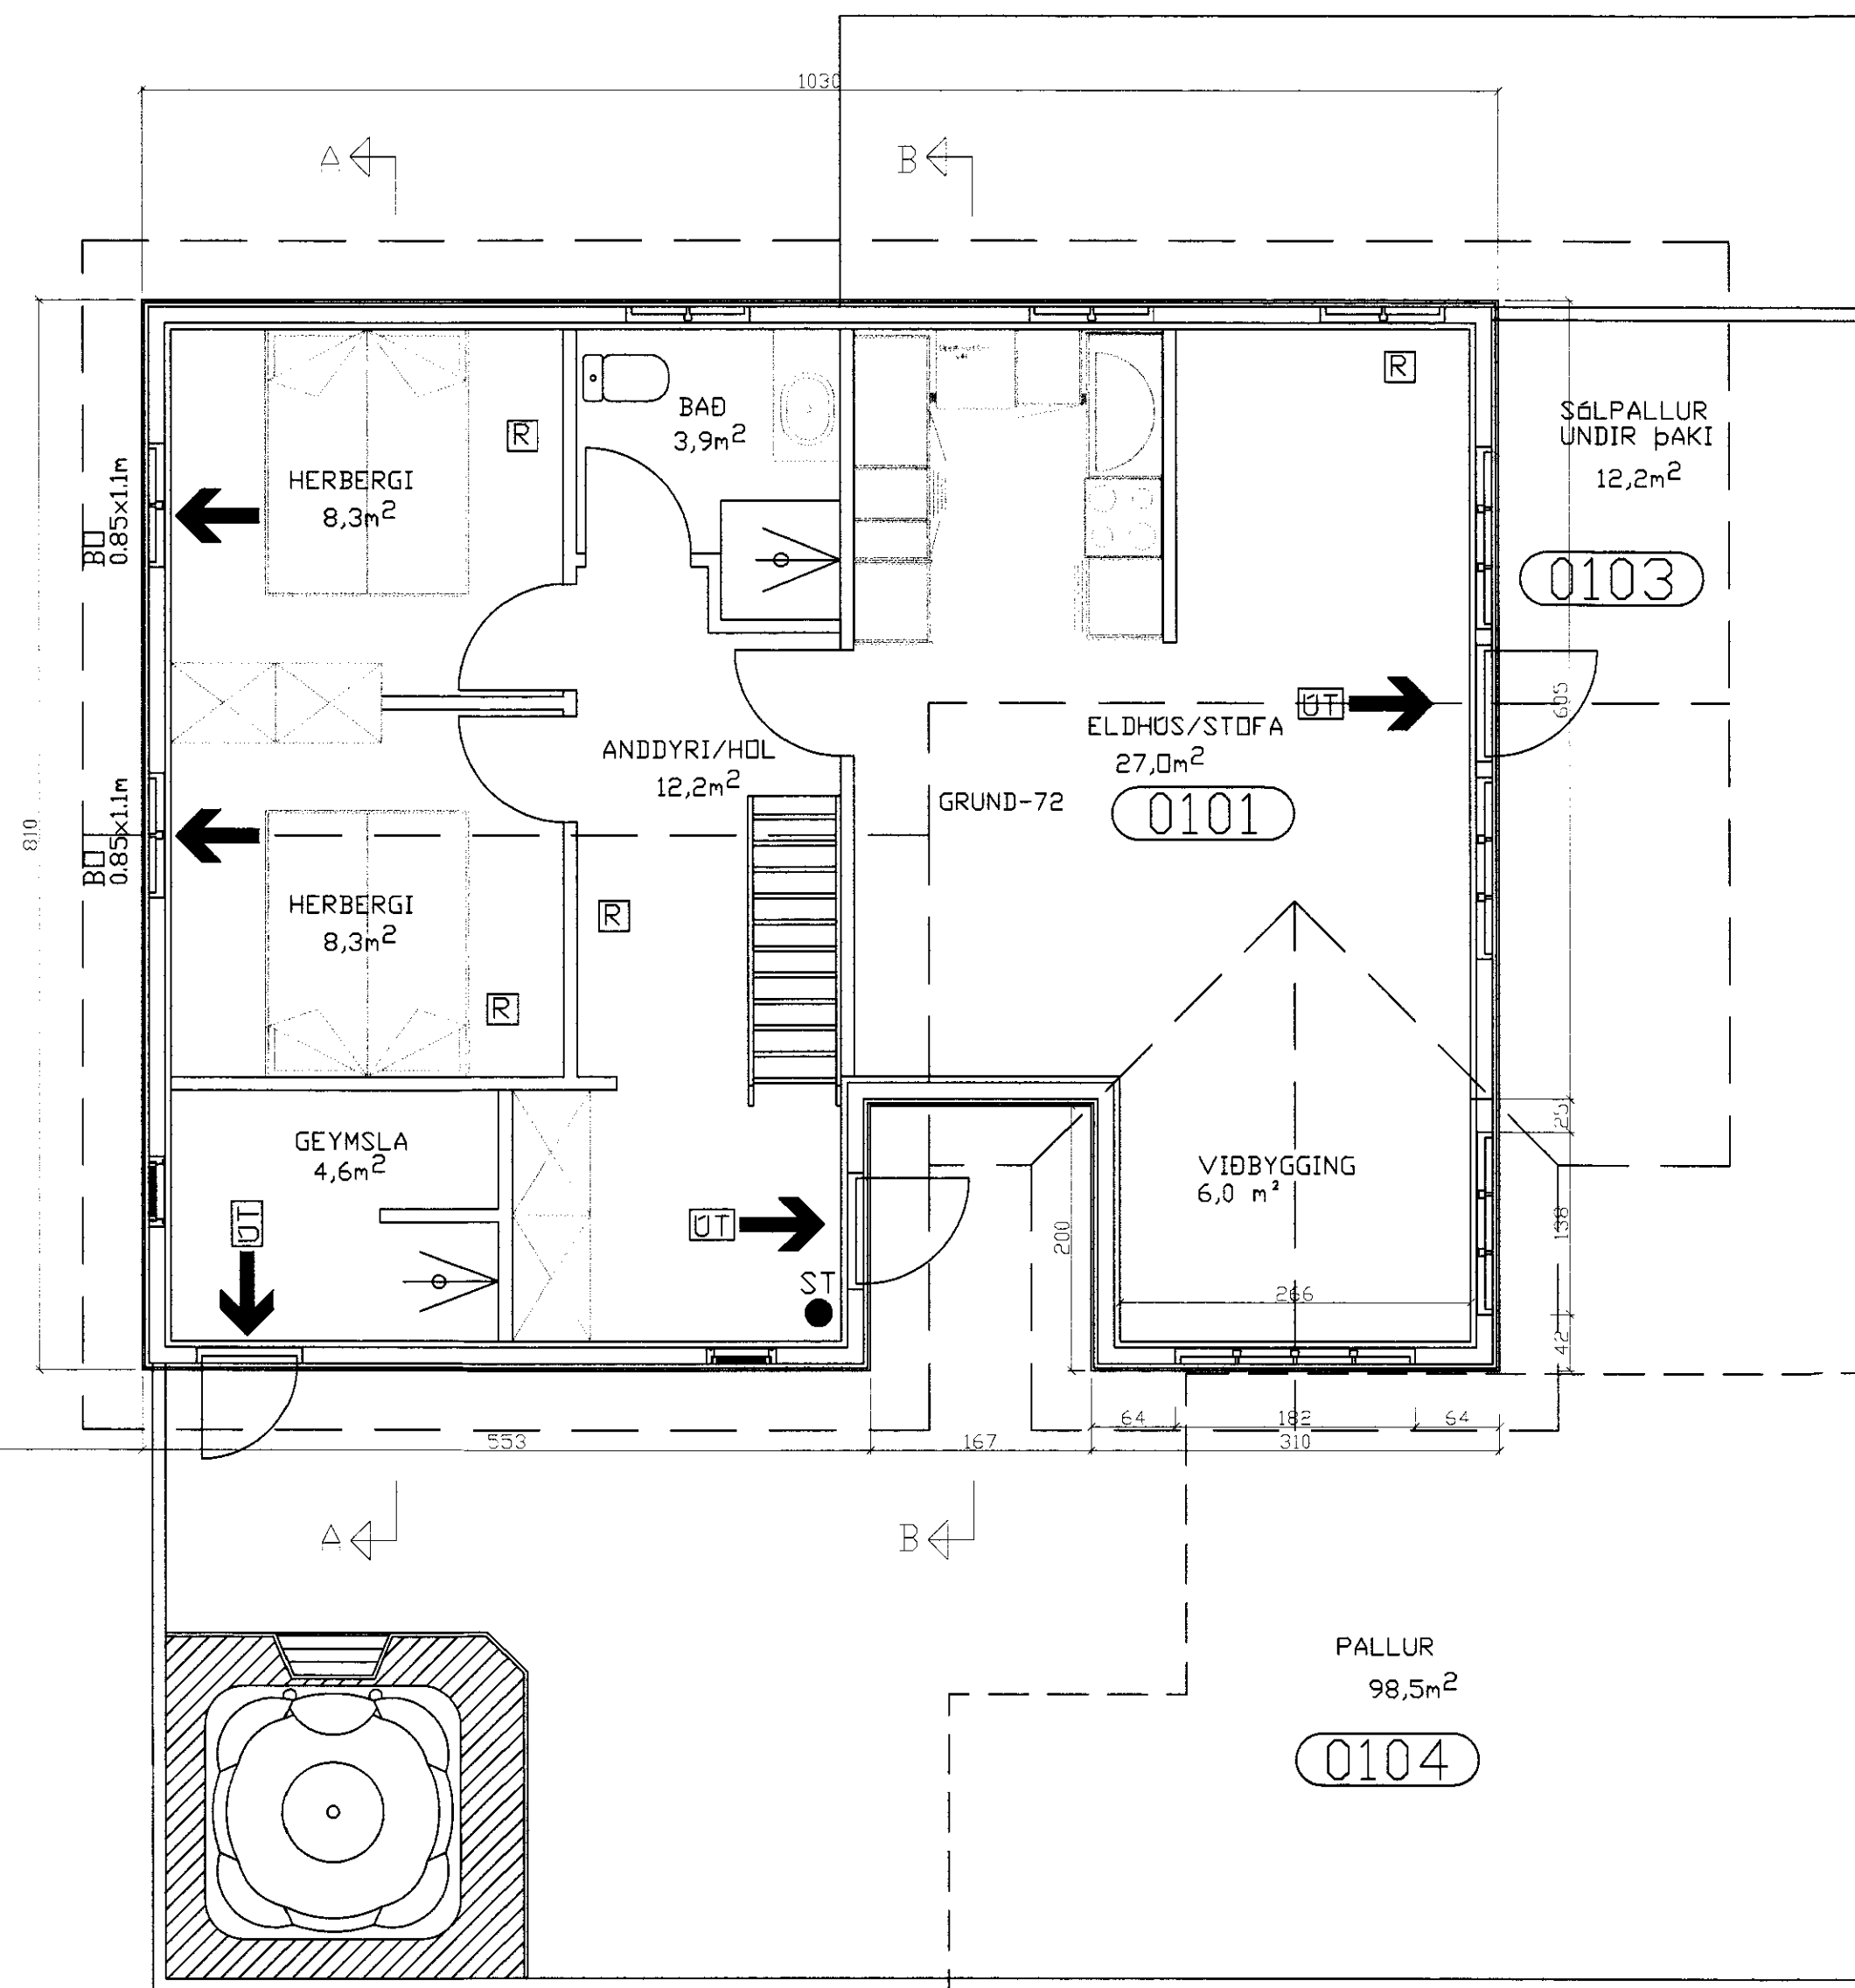 1030
A
B
BAÐ
3,9m²
R
R
SÓLPALLUR
UNDIR ÞAKI
12,2m²
HERBERGI
8,3m²
BO
0.85x1.1m
0103
ÚT
605
ELDHÚS/STOFA
27,0m²
ANDDYRI/HOL
12,2m²
GRUND-72
0101
810
BO
0.85x1.1m
HERBERGI
8,3m²
R
R
25
GEYMSLA
4,6m²
VIÐBYGGING
6,0 m²
ÚT
ÚT
200
138
ST
266
42
64
182
64
553
167
310
A
B
PALLUR
98,5m²
0104